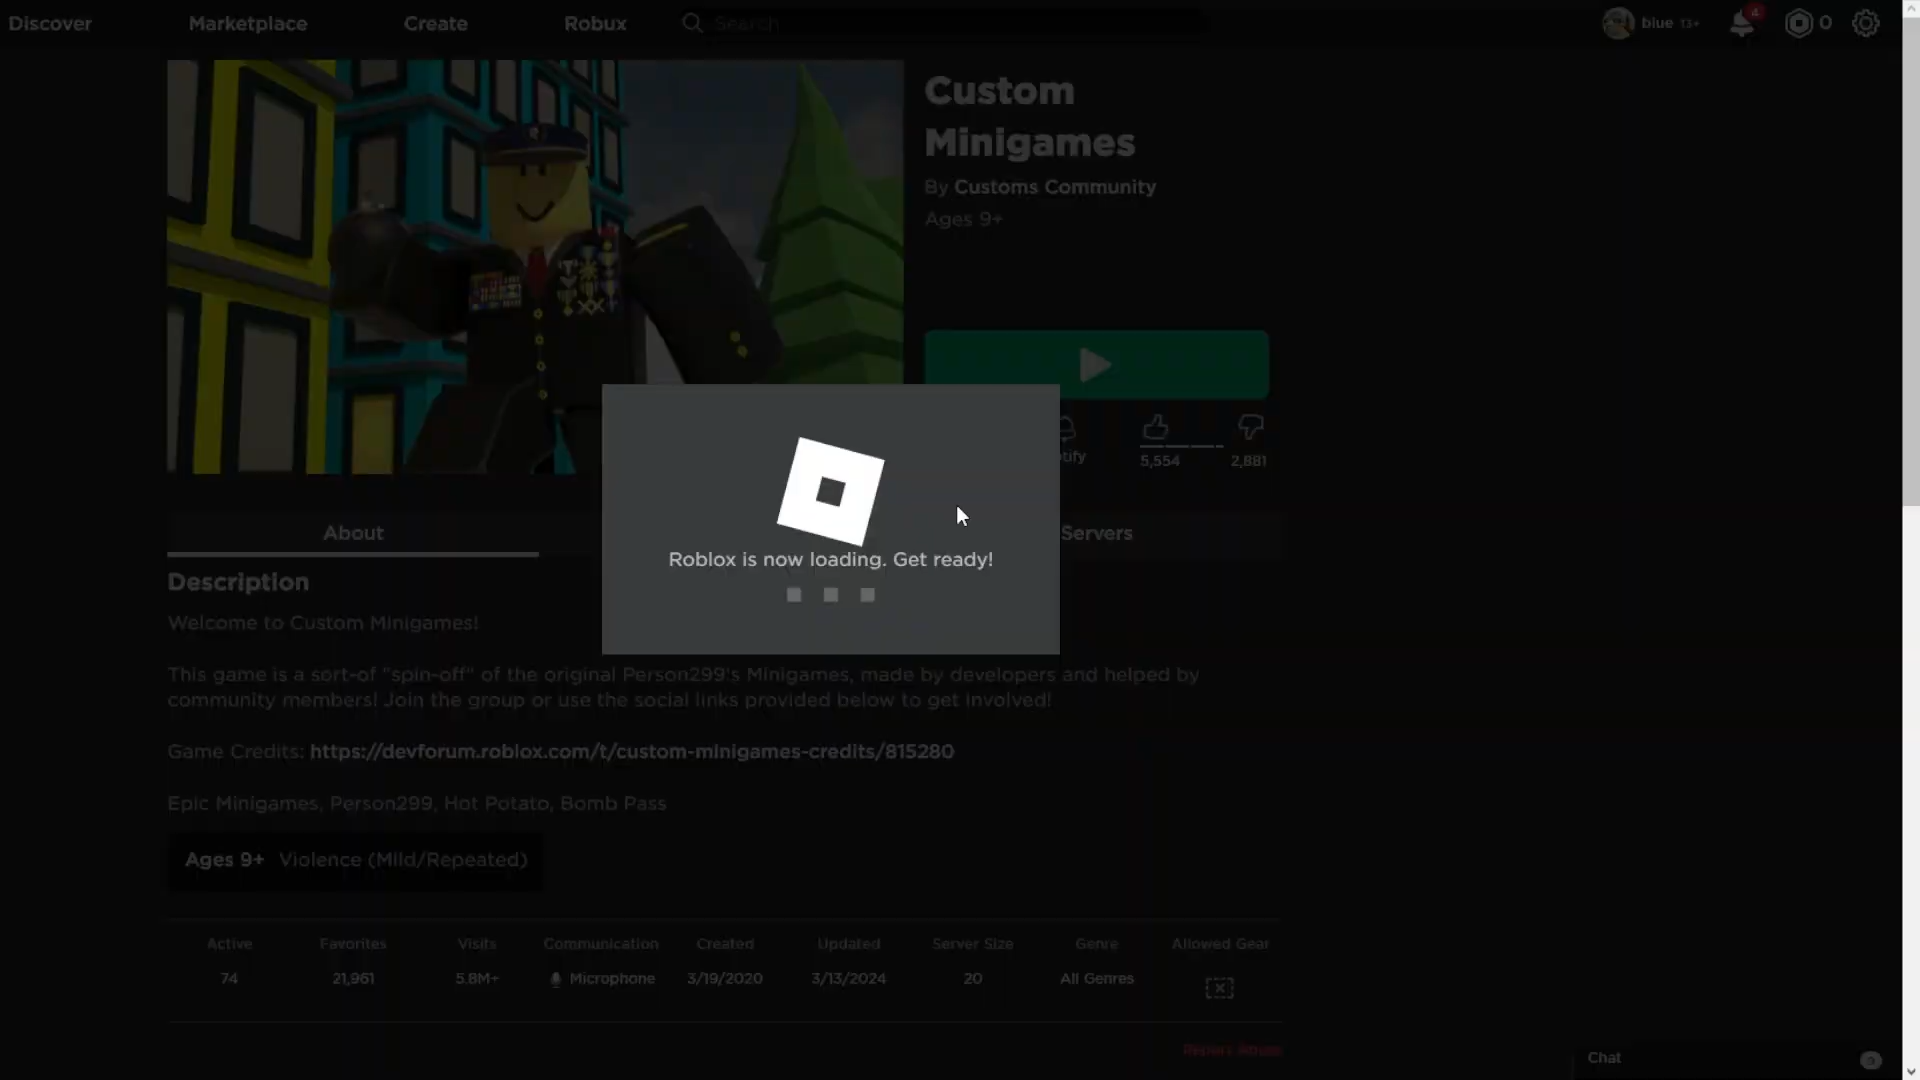 Discover Marketplace Create Robux Search blue 13+ 4 0
Custom
Minigames
By Customs Community
Ages 9+
tify 5,554 2,881
About Servers
Roblox is now loading. Get ready!
Description
Welcome to Custom Minigames!
This game is a sort-of "spin-off" of the original Person299's Minigames, made by developers and helped by
community members! Join the group or use the social links provided below to get involved!
Game Credits: https://devforum.roblox.com/t/custom-minigames-credits/815280
Epic Minigames, Person299, Hot Potato, Bomb Pass
Ages 9+ Violence (Mild/Repeated)
Active Favorites Visits Communication Created Updated Server Size Genre Allowed Gear
74 21,961 5.8M+ Microphone 3/19/2020 3/13/2024 20 All Genres
Report Abuse
Chat